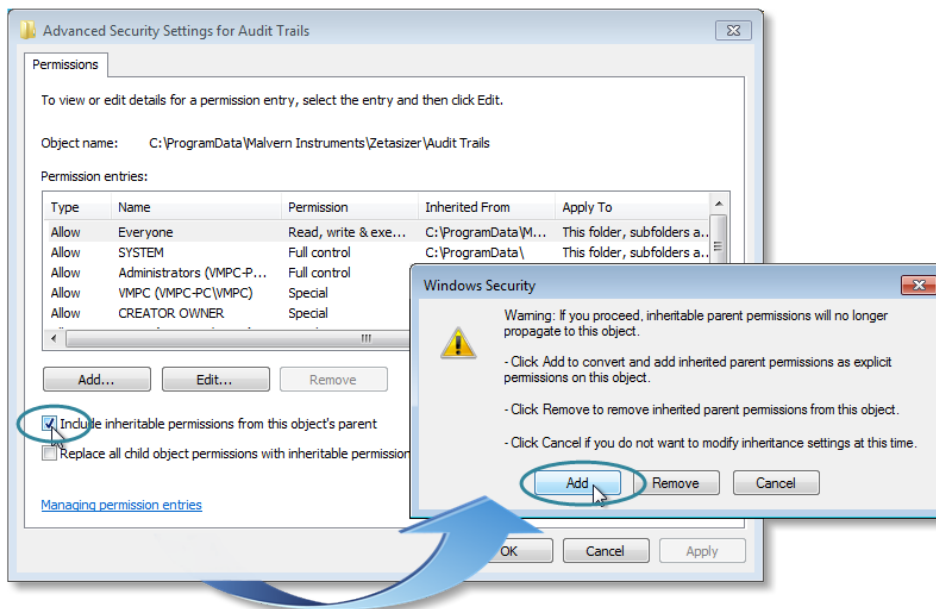 Advanced Security Settings for Audit Trails
Permissions
To view or edit details for a permission entry, select the entry and then click Edit.
Object name: C:\ProgramData\Malvern Instruments\Zetasizer\Audit Trails
Permission entries:
Type Name Permission Inherited From Apply To
Allow Everyone Read, write & exe... C:\ProgramData\M... This folder, subfolders a...
Allow SYSTEM Full control C:\ProgramData\ This folder, subfolders a...
Allow Administrators (VMPC-P... Full control
Allow VMPC (VMPC-PC\VMPC) Special
Allow CREATOR OWNER Special
Add... Edit... Remove
Include inheritable permissions from this object's parent
Replace all child object permissions with inheritable permission
Managing permission entries
OK Cancel Apply
Windows Security
Warning: If you proceed, inheritable parent permissions will no longer
propagate to this object.
- Click Add to convert and add inherited parent permissions as explicit
permissions on this object.
- Click Remove to remove inherited parent permissions from this object.
- Click Cancel if you do not want to modify inheritance settings at this time.
Add Remove Cancel